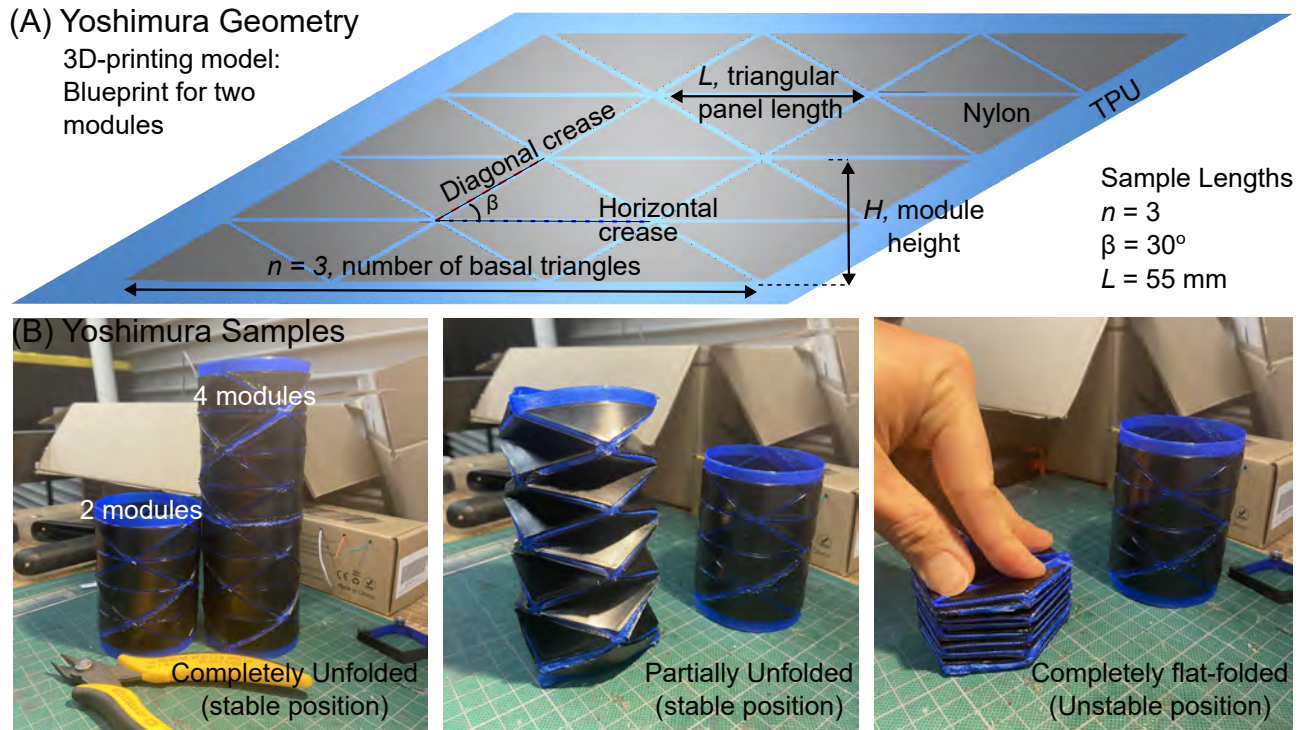 (A) Yoshimura Geometry
3D-printing model:
Blueprint for two
modules
L, triangular
panel length
Nylon
TPU
Diagonal crease
β
Horizontal
crease
H, module
height
n = 3, number of basal triangles
Sample Lengths
n = 3
β = 30°
L = 55 mm
(B) Yoshimura Samples
4 modules
2 modules
Completely Unfolded
(stable position)
Partially Unfolded
(stable position)
Completely flat-folded
(Unstable position)